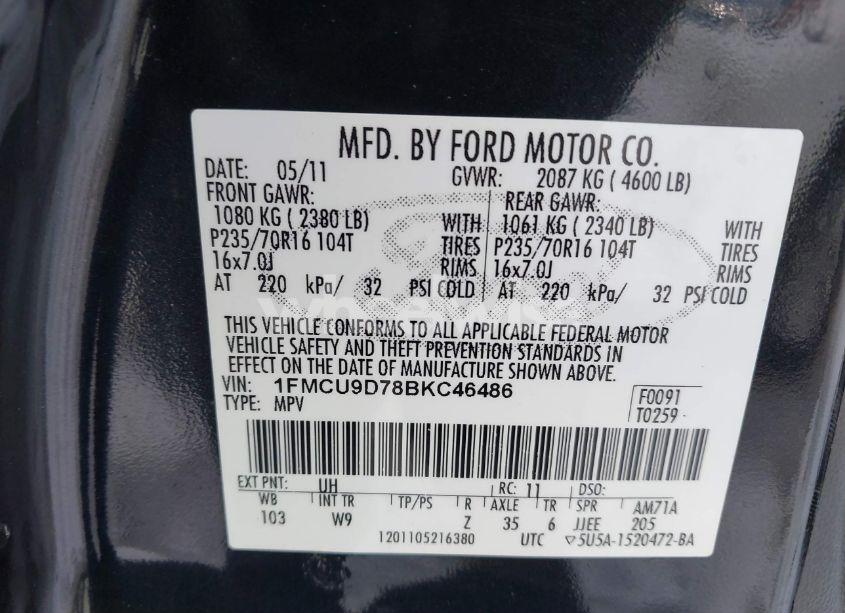 MFD. BY FORD MOTOR CO.
DATE: 05/11 GVWR: 2087 KG ( 4600 LB)
FRONT GAWR: REAR GAWR:
1080 KG ( 2380 LB) WITH 1061 KG ( 2340 LB) WITH
P235/70R16 104T TIRES P235/70R16 104T TIRES
16x7.0J RIMS 16x7.0J RIMS
AT 220 kPa/ 32 PSI COLD AT 220 kPa/ 32 PSI COLD
THIS VEHICLE CONFORMS TO ALL APPLICABLE FEDERAL MOTOR
VEHICLE SAFETY AND THEFT PREVENTION STANDARDS IN
EFFECT ON THE DATE OF MANUFACTURE SHOWN ABOVE.
VIN: 1FMCU9D78BKC46486 F0091
TYPE: MPV T0259
EXT PNT: UH RC: 11 DSO:
WB INT TR TP/PS R AXLE TR SPR AM71A
103 W9 Z 35 6 JJEE 205
1201105216380 UTC ▽5U5A-1520472-BA